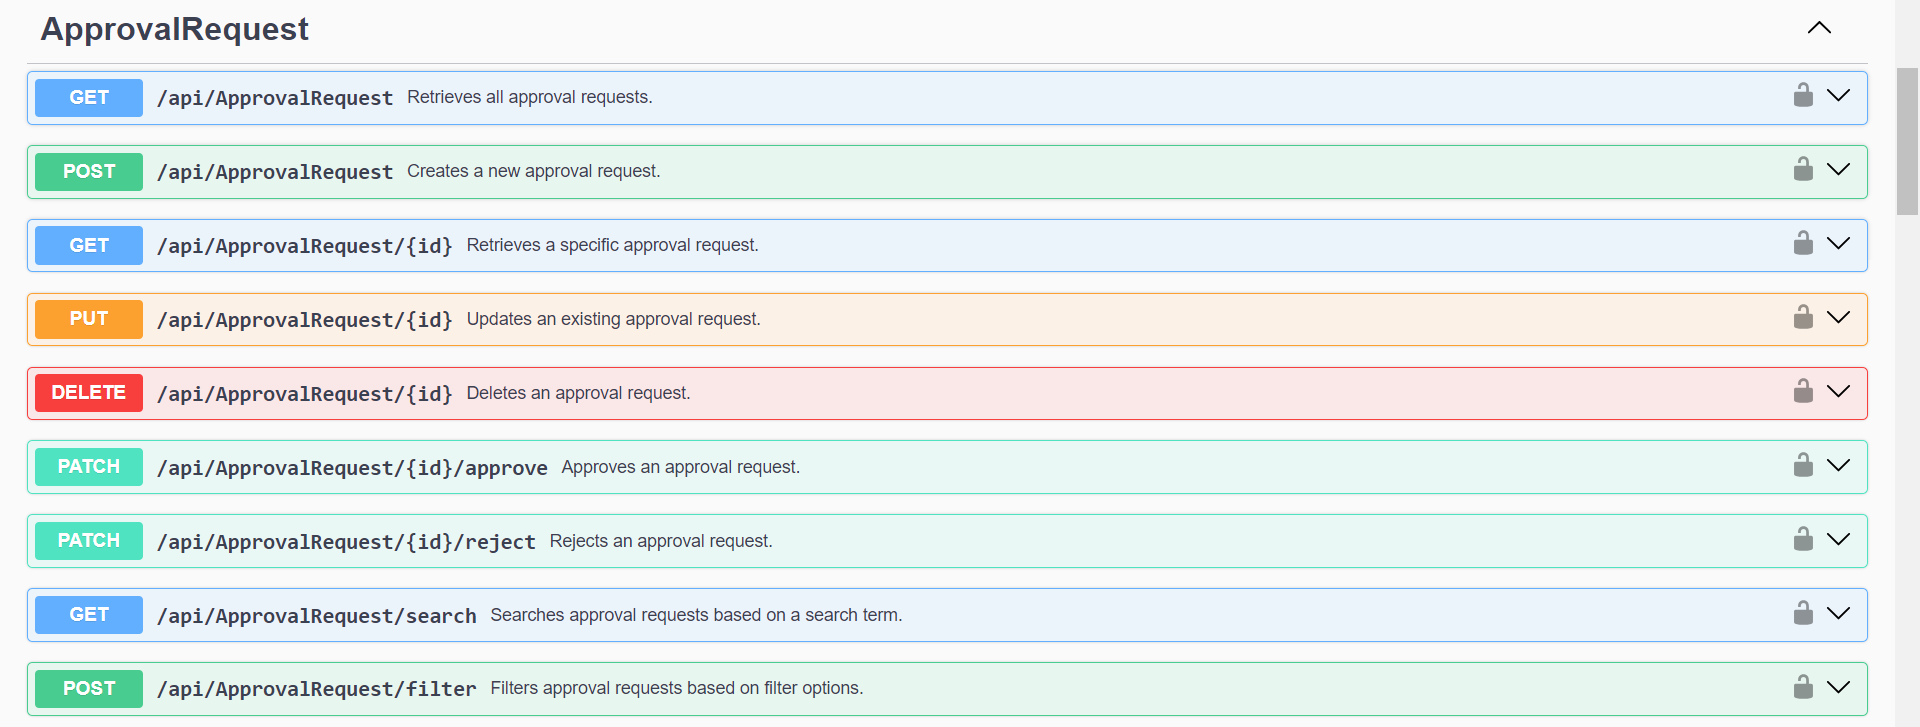 ApprovalRequest
GET /api/ApprovalRequest Retrieves all approval requests.
POST /api/ApprovalRequest Creates a new approval request.
GET /api/ApprovalRequest/{id} Retrieves a specific approval request.
PUT /api/ApprovalRequest/{id} Updates an existing approval request.
DELETE /api/ApprovalRequest/{id} Deletes an approval request.
PATCH /api/ApprovalRequest/{id}/approve Approves an approval request.
PATCH /api/ApprovalRequest/{id}/reject Rejects an approval request.
GET /api/ApprovalRequest/search Searches approval requests based on a search term.
POST /api/ApprovalRequest/filter Filters approval requests based on filter options.